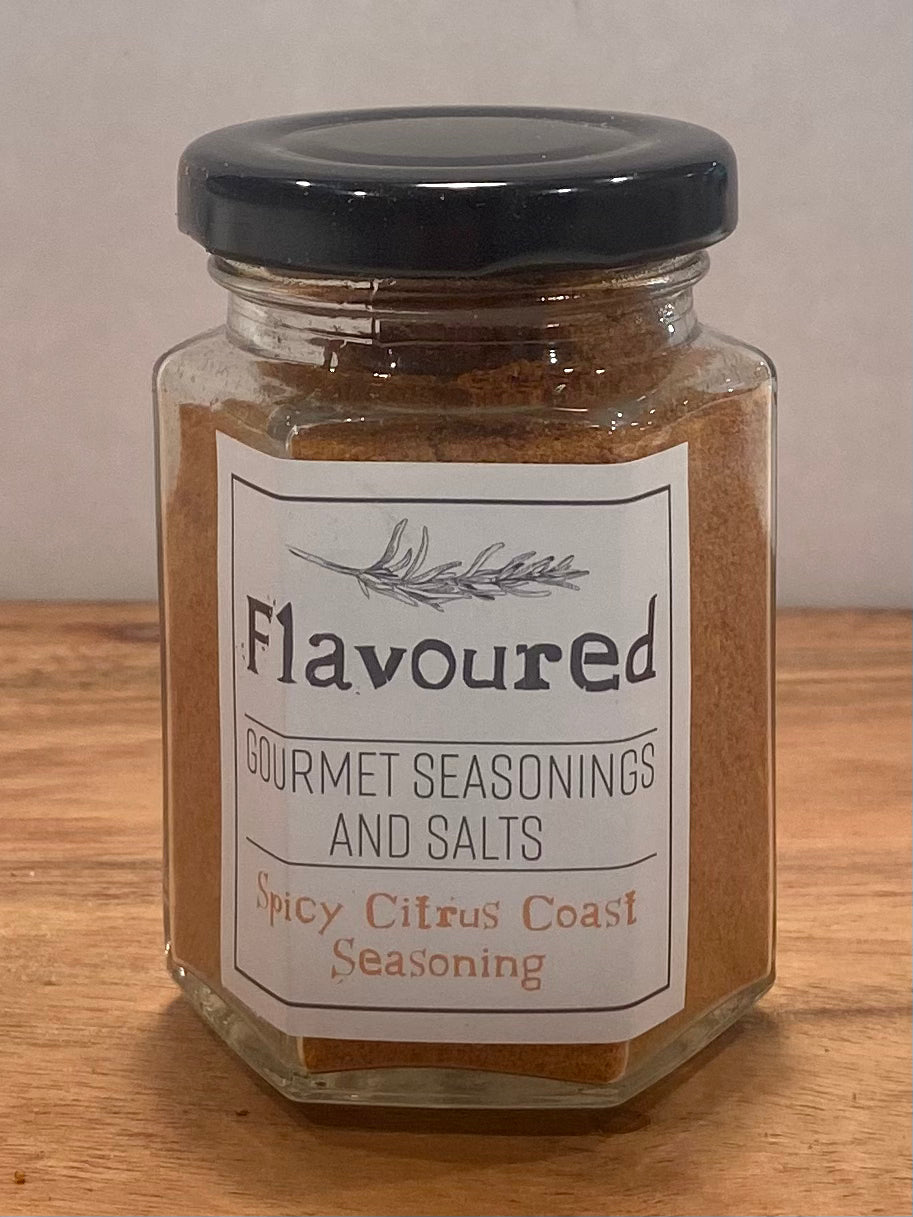 Flavoured
GOURMET SEASONINGS
AND SALTS
Spicy Citrus Coast
Seasoning